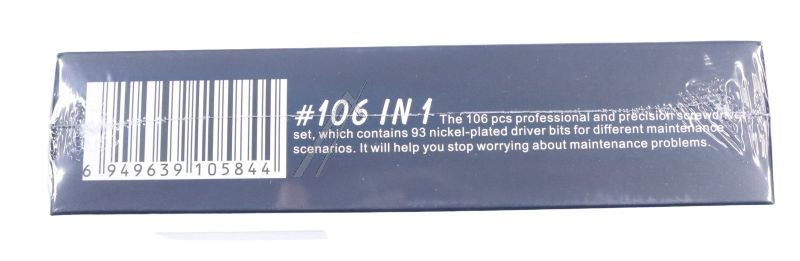 #106 IN 1 The 106 pcs professional and precision screwdriver
set, which contains 93 nickel-plated driver bits for different maintenance
scenarios. It will help you stop worrying about maintenance problems.
6 949639 105844